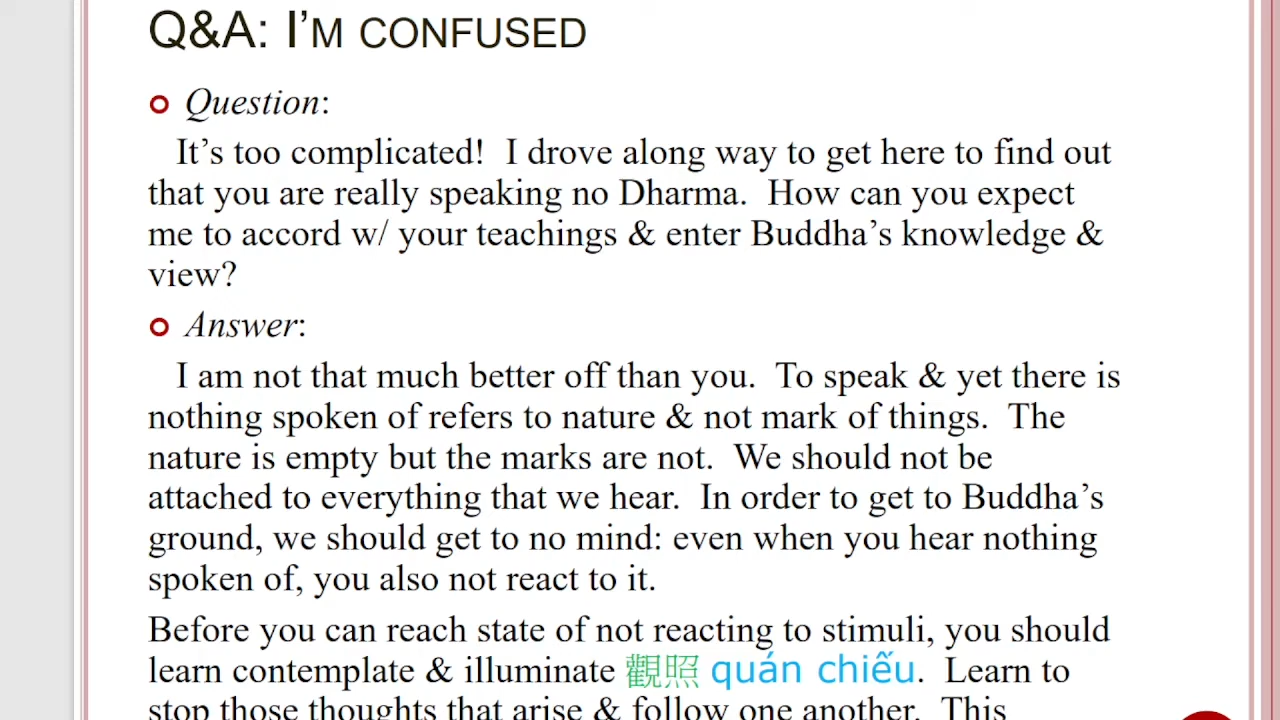 Q&A: I'M CONFUSED
Question:
It's too complicated! I drove along way to get here to find out
that you are really speaking no Dharma. How can you expect
me to accord w/ your teachings & enter Buddha's knowledge &
view?
Answer:
I am not that much better off than you. To speak & yet there is
nothing spoken of refers to nature & not mark of things. The
nature is empty but the marks are not. We should not be
attached to everything that we hear. In order to get to Buddha's
ground, we should get to no mind: even when you hear nothing
spoken of, you also not react to it.
Before you can reach state of not reacting to stimuli, you should
learn contemplate & illuminate 觀照 quán chiếu. Learn to
stop those thoughts that arise & follow one another. This